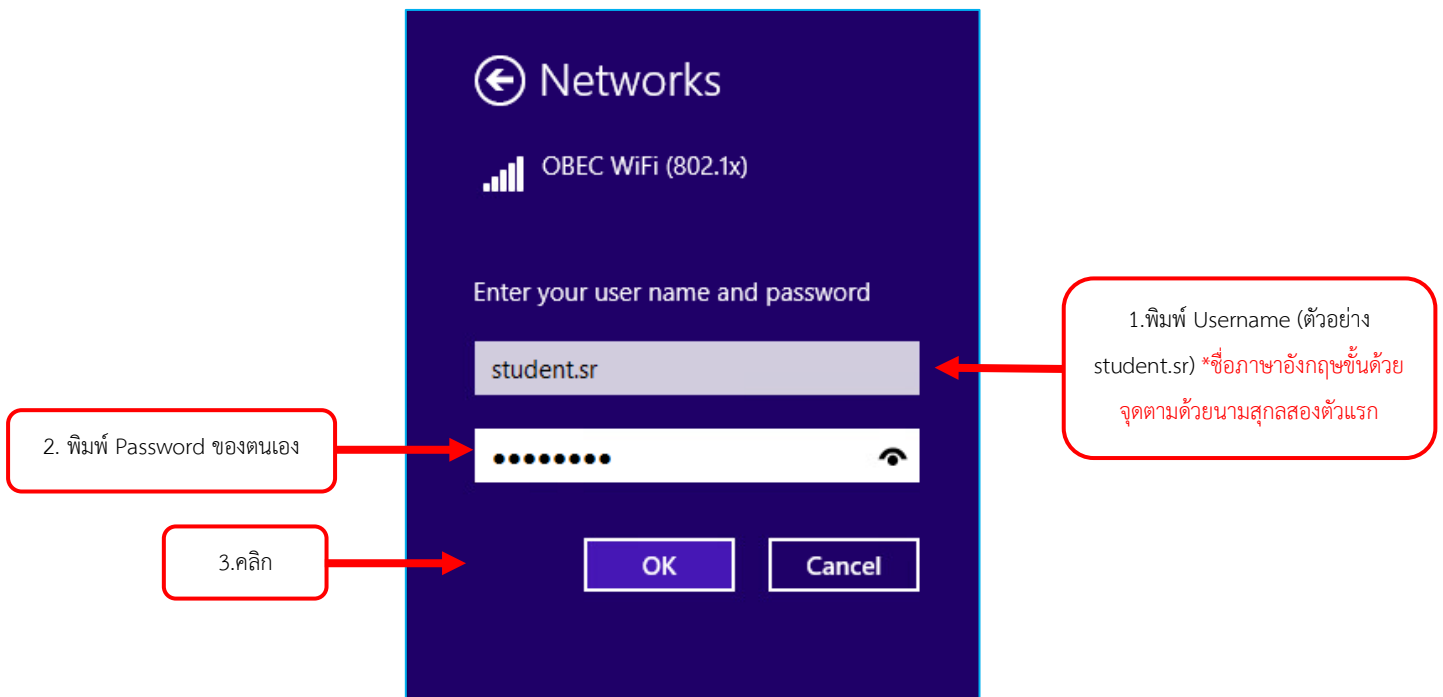 Networks
OBEC WiFi (802.1x)
Enter your user name and password
student.sr
1.พิมพ์ Username (ตัวอย่าง
student.sr) *ชื่อภาษาอังกฤษขั้นด้วย
จุดตามด้วยนามสุกลสองตัวแรก
2. พิมพ์ Password ของตนเอง
••••••••
3.คลิก
OK
Cancel